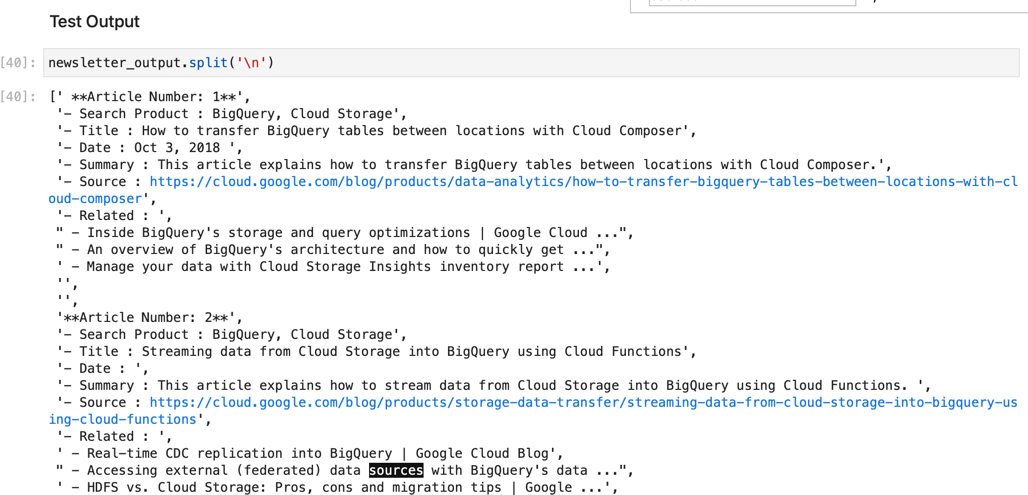 Test Output
[40]: newsletter_output.split('\n')
[40]: [' **Article Number: 1**',
'- Search Product : BigQuery, Cloud Storage',
'- Title : How to transfer BigQuery tables between locations with Cloud Composer',
'- Date : Oct 3, 2018 ',
'- Summary : This article explains how to transfer BigQuery tables between locations with Cloud Composer.',
'- Source : https://cloud.google.com/blog/products/data-analytics/how-to-transfer-bigquery-tables-between-locations-with-cl
oud-composer',
'- Related : ',
" - Inside BigQuery's storage and query optimizations | Google Cloud ...",
" - An overview of BigQuery's architecture and how to quickly get ...",
' - Manage your data with Cloud Storage Insights inventory report ...',
'',
'',
'**Article Number: 2**',
'- Search Product : BigQuery, Cloud Storage',
'- Title : Streaming data from Cloud Storage into BigQuery using Cloud Functions',
'- Date : ',
'- Summary : This article explains how to stream data from Cloud Storage into BigQuery using Cloud Functions. ',
'- Source : https://cloud.google.com/blog/products/storage-data-transfer/streaming-data-from-cloud-storage-into-bigquery-us
ing-cloud-functions',
'- Related : ',
' - Real-time CDC replication into BigQuery | Google Cloud Blog',
" - Accessing external (federated) data sources with BigQuery's data ...",
' - HDFS vs. Cloud Storage: Pros, cons and migration tips | Google ...',